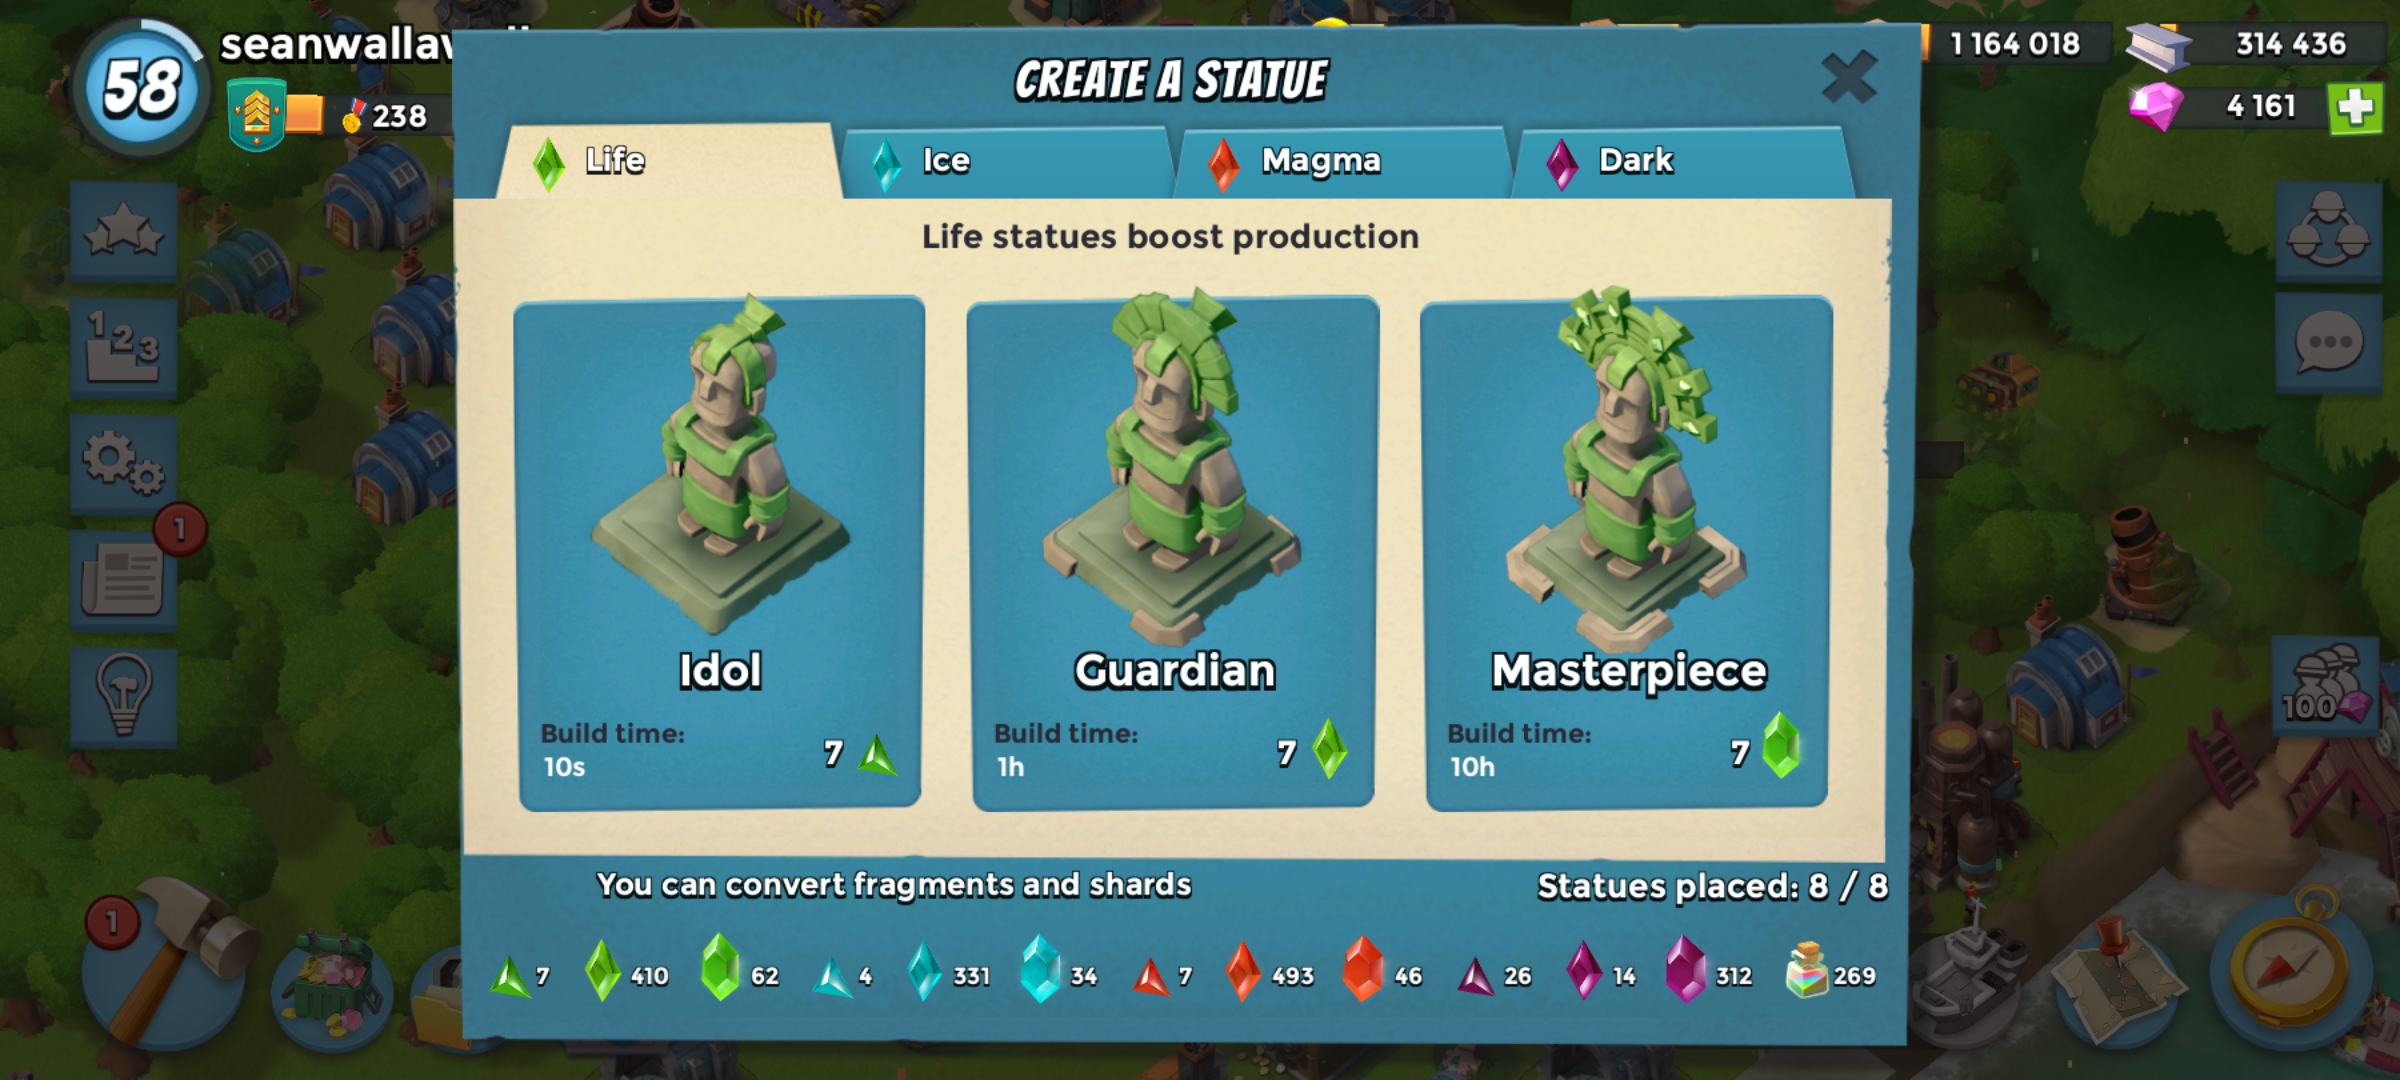 58
238
CREATE A STATUE
1 164 018
314 436
4 161
Life
Ice
Magma
Dark
Life statues boost production
1 2 3
1
Idol
Build time:
10s
7
Guardian
Build time:
1h
7
Masterpiece
Build time:
10h
7
100
You can convert fragments and shards
Statues placed: 8 / 8
1
7
410
62
4
331
34
7
493
46
26
14
312
269